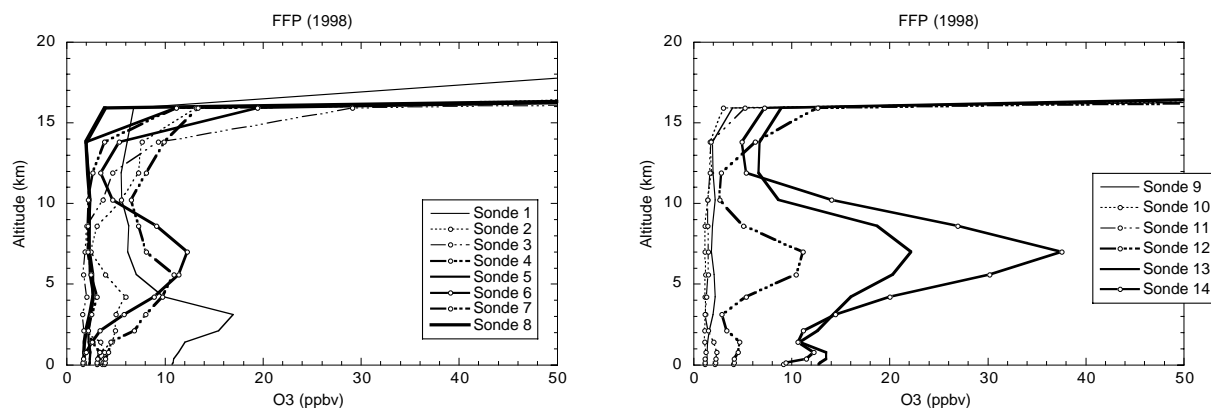 FFP (1998)
20
15
10
5
0
Altitude (km)
0 10 20 30 40 50
O3 (ppbv)
Sonde 1
Sonde 2
Sonde 3
Sonde 4
Sonde 5
Sonde 6
Sonde 7
Sonde 8
FFP (1998)
20
15
10
5
0
Altitude (km)
0 10 20 30 40 50
O3 (ppbv)
Sonde 9
Sonde 10
Sonde 11
Sonde 12
Sonde 13
Sonde 14